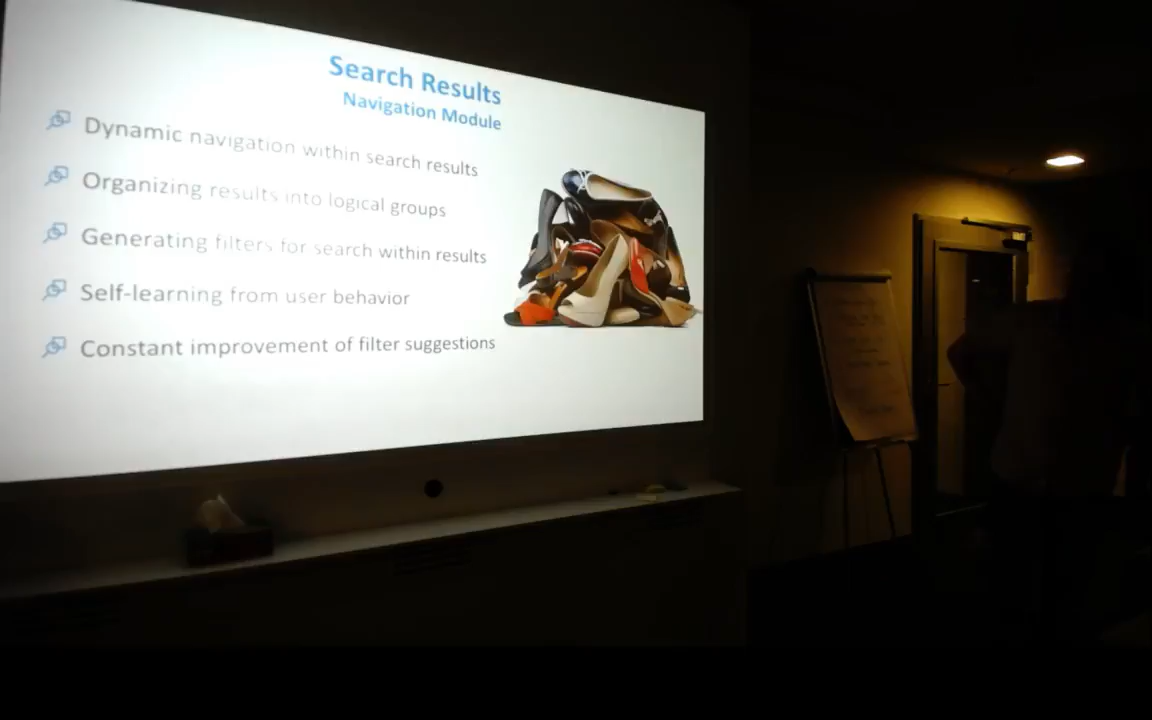 Search Results
Navigation Module
Dynamic navigation within search results
Organizing results into logical groups
Generating filters for search within results
Self-learning from user behavior
Constant improvement of filter suggestions